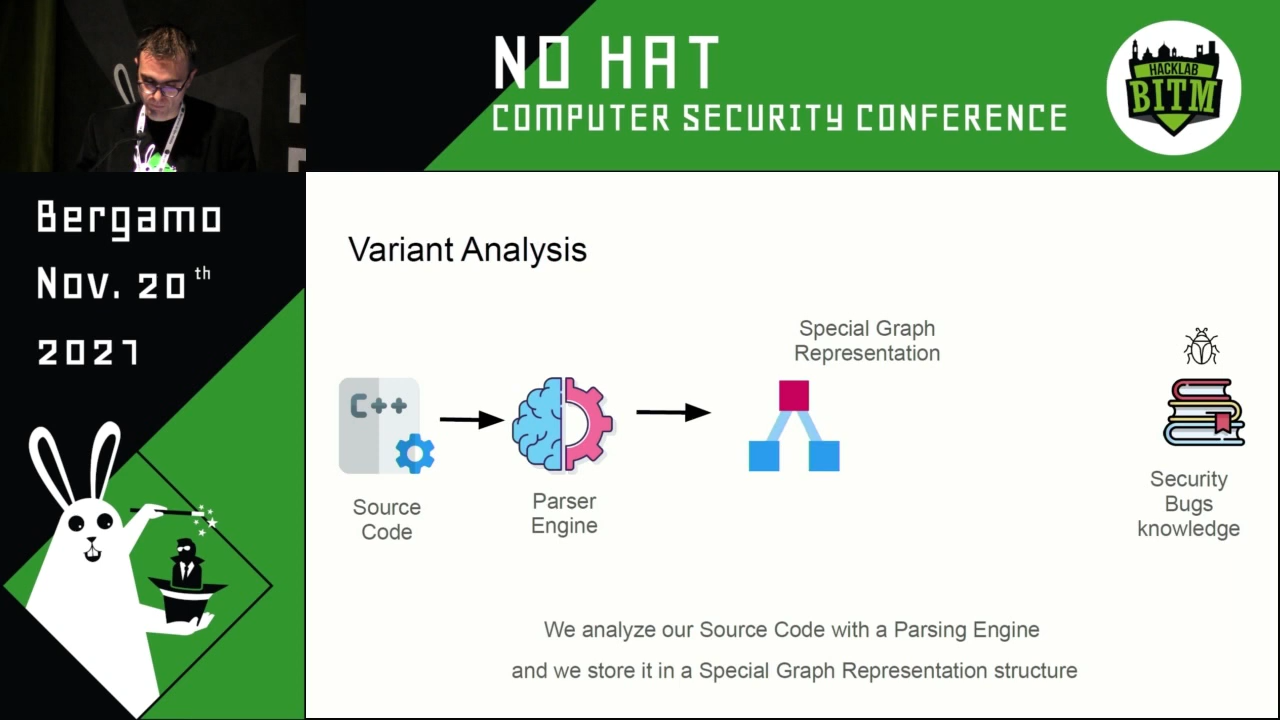 NO HAT
COMPUTER SECURITY CONFERENCE
HACKLAB
BITM
Bergamo
Nov. 20th
2021
Variant Analysis
Special Graph
Representation
C++
Source
Code
Parser
Engine
Security
Bugs
knowledge
We analyze our Source Code with a Parsing Engine
and we store it in a Special Graph Representation structure